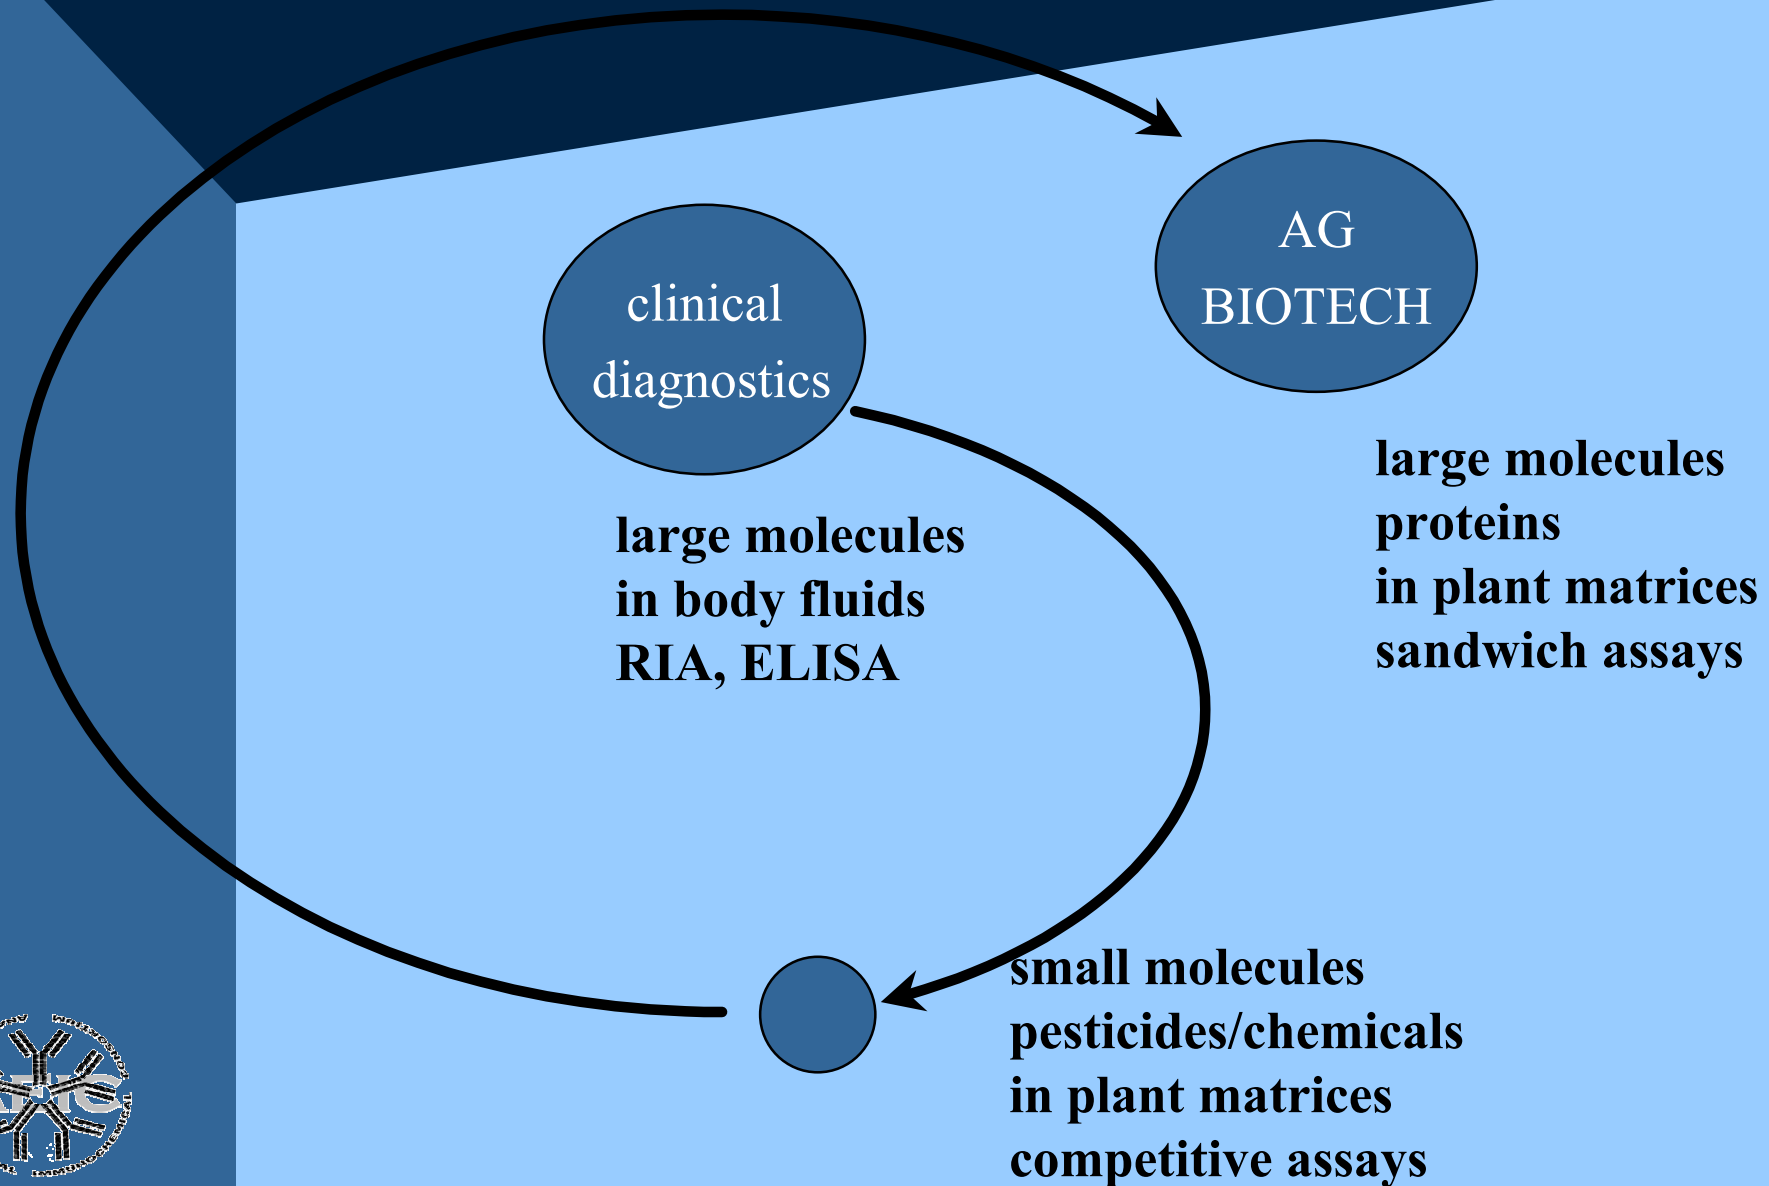 clinical
diagnostics
large molecules
in body fluids
RIA, ELISA
AG
BIOTECH
large molecules
proteins
in plant matrices
sandwich assays
small molecules
pesticides/chemicals
in plant matrices
competitive assays
IMMUNOCHEMICAL